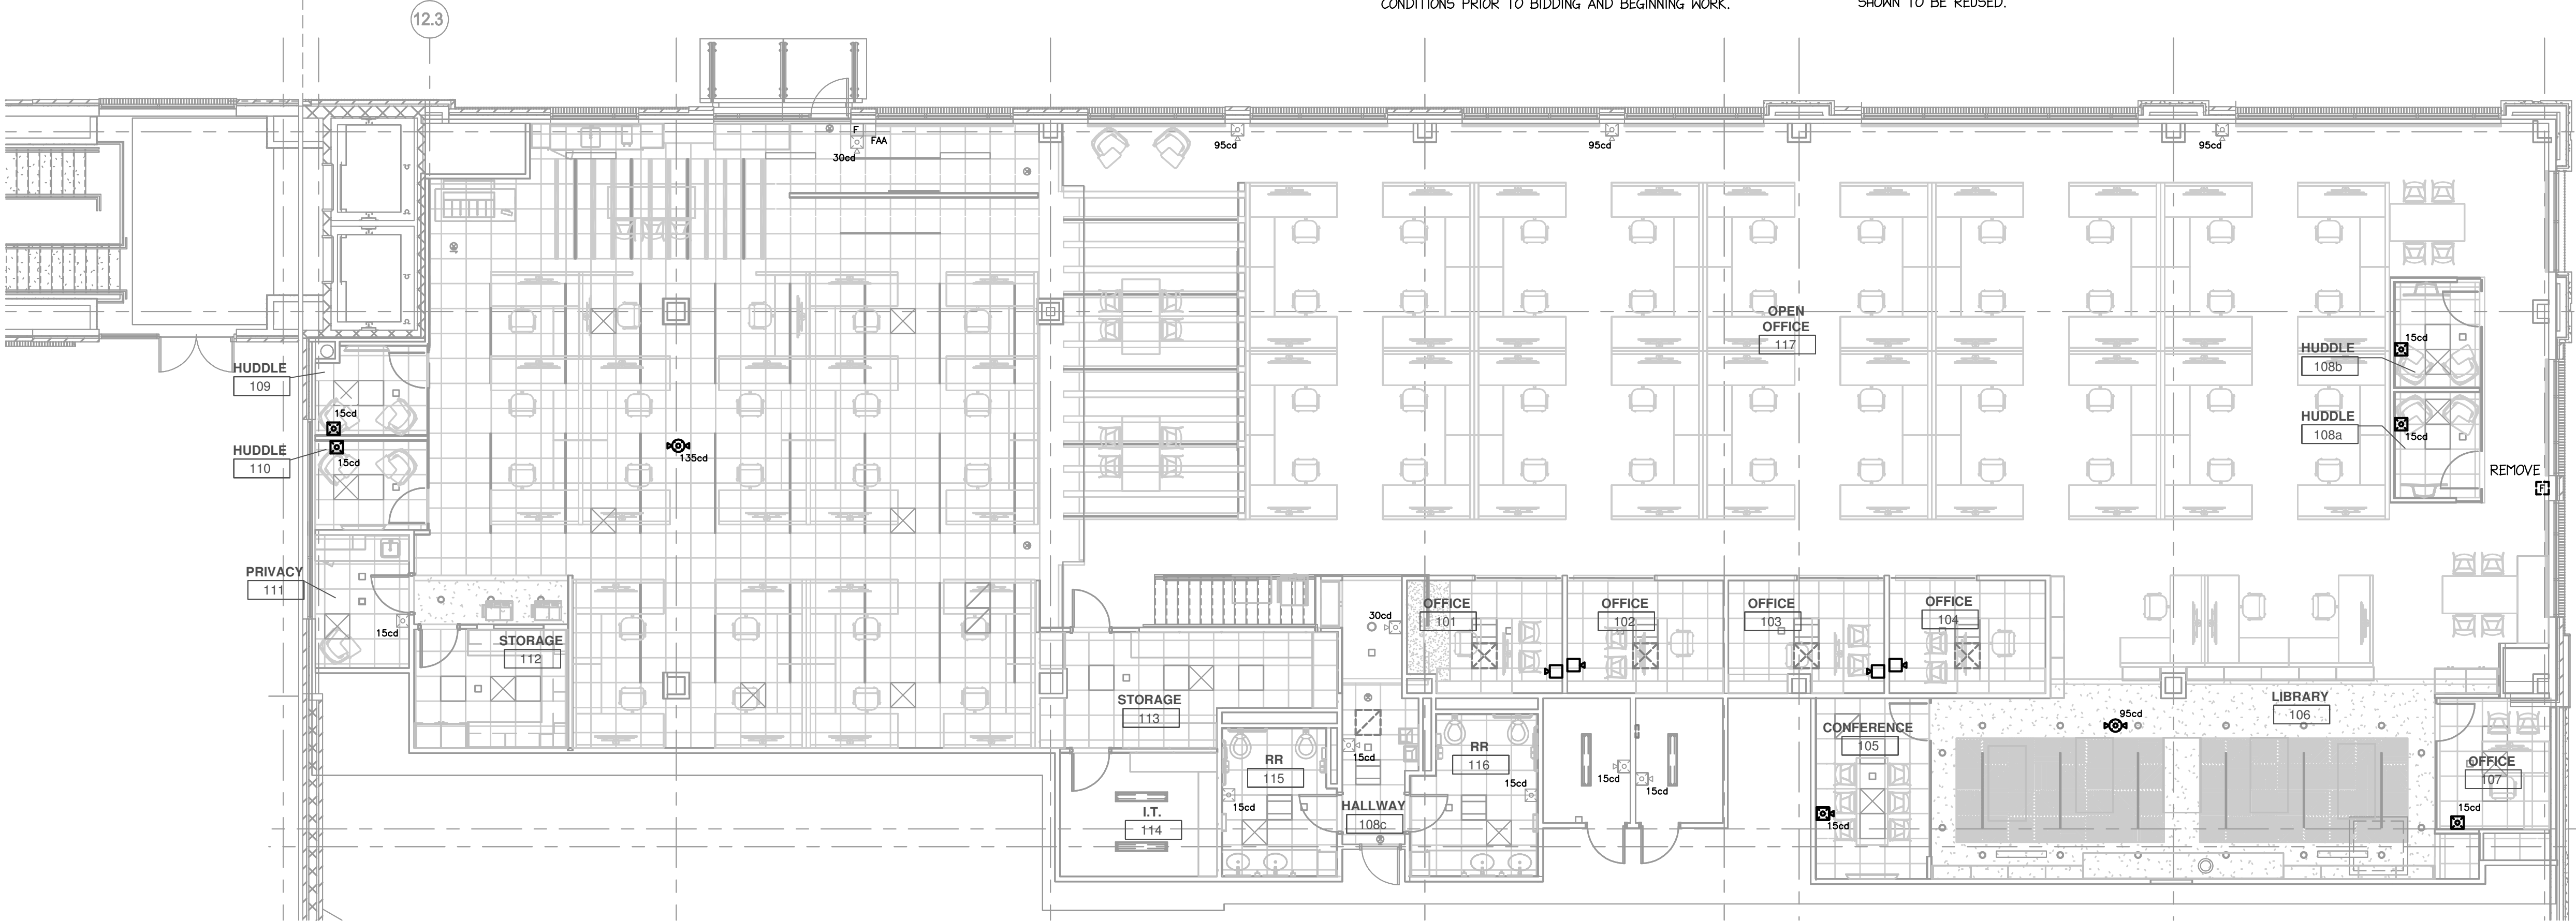 CONDITIONS PRIOR TO BIDDING AND BEGINNING WORK.
SHOWN TO BE REUSED.
12.3
F
FAA
30cd
95cd
95cd
95cd
OPEN
OFFICE
117
HUDDLE
109
15cd
HUDDLE
110
15cd
135cd
15cd
HUDDLE
108b
HUDDLE
108a
15cd
REMOVE
F
PRIVACY
111
15cd
STORAGE
112
30cd
OFFICE
101
OFFICE
102
OFFICE
103
OFFICE
104
STORAGE
113
CONFERENCE
105
15cd
LIBRARY
106
95cd
RR
115
15cd
15cd
RR
116
15cd
15cd
15cd
OFFICE
107
15cd
I.T.
114
HALLWAY
108c